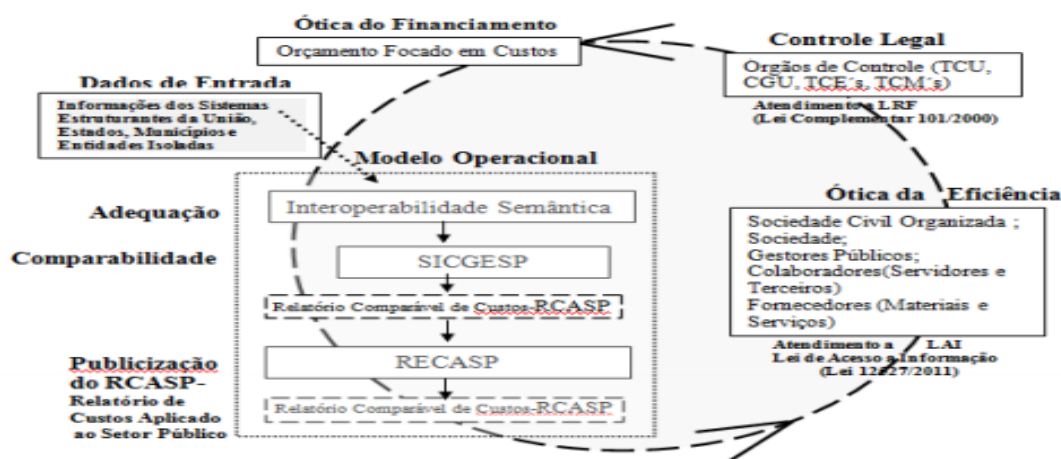 Ótica do Financiamento
Orçamento Focado em Custos
Controle Legal
Órgãos de Controle (TCU,
CGU, TCE´s, TCM´s)
Atendimento a LRF
(Lei Complementar 101/2000)
Dados de Entrada
Informações dos Sistemas
Estruturantes da União,
Estados, Municípios e
Entidades Isoladas
Modelo Operacional
Adequação
Interoperabilidade Semântica
Comparabilidade
SICGESP
Relatório Comparável de Custos-RCASP
RECASP
Publicização
do RCASP-
Relatório de
Custos Aplicado
ao Setor Público
Relatório Comparável de Custos-RCASP
Ótica da Eficiência
Sociedade Civil Organizada ;
Sociedade;
Gestores Públicos;
Colaboradores(Servidores e
Terceiros)
Fornecedores (Materiais e
Serviços)
Atendimento a LAI
Lei de Acesso a Informação
(Lei 12527/2011)